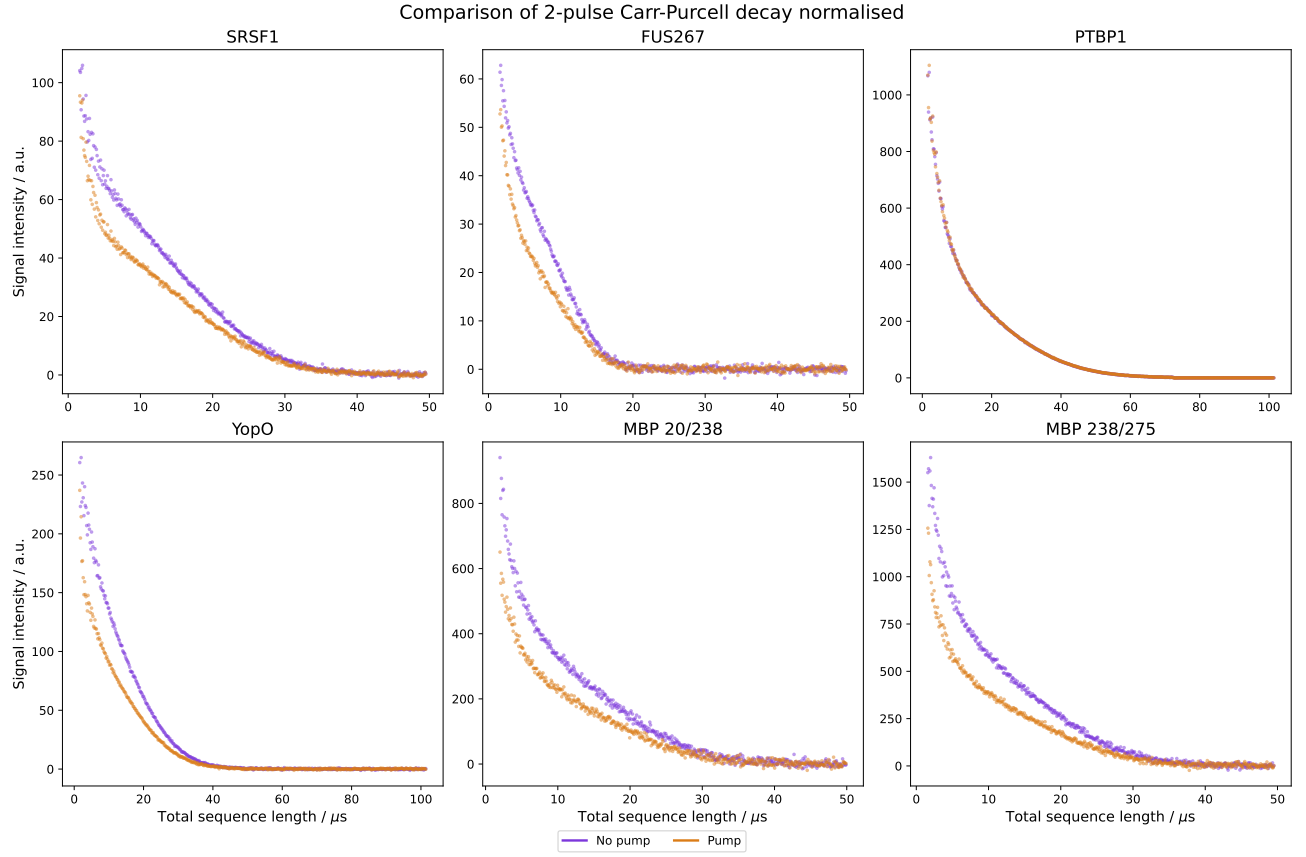 Comparison of 2-pulse Carr-Purcell decay normalised
SRSF1
FUS267
PTBP1
Signal intensity / a.u.
100
80
60
40
20
0
0 10 20 30 40 50
60
50
40
30
20
10
0
0 10 20 30 40 50
1000
800
600
400
200
0
0 20 40 60 80 100
YopO
MBP 20/238
MBP 238/275
Signal intensity / a.u.
250
200
150
100
50
0
0 20 40 60 80 100
Total sequence length / μs
800
600
400
200
0
0 10 20 30 40 50
Total sequence length / μs
1500
1250
1000
750
500
250
0
0 10 20 30 40 50
Total sequence length / μs
No pump Pump